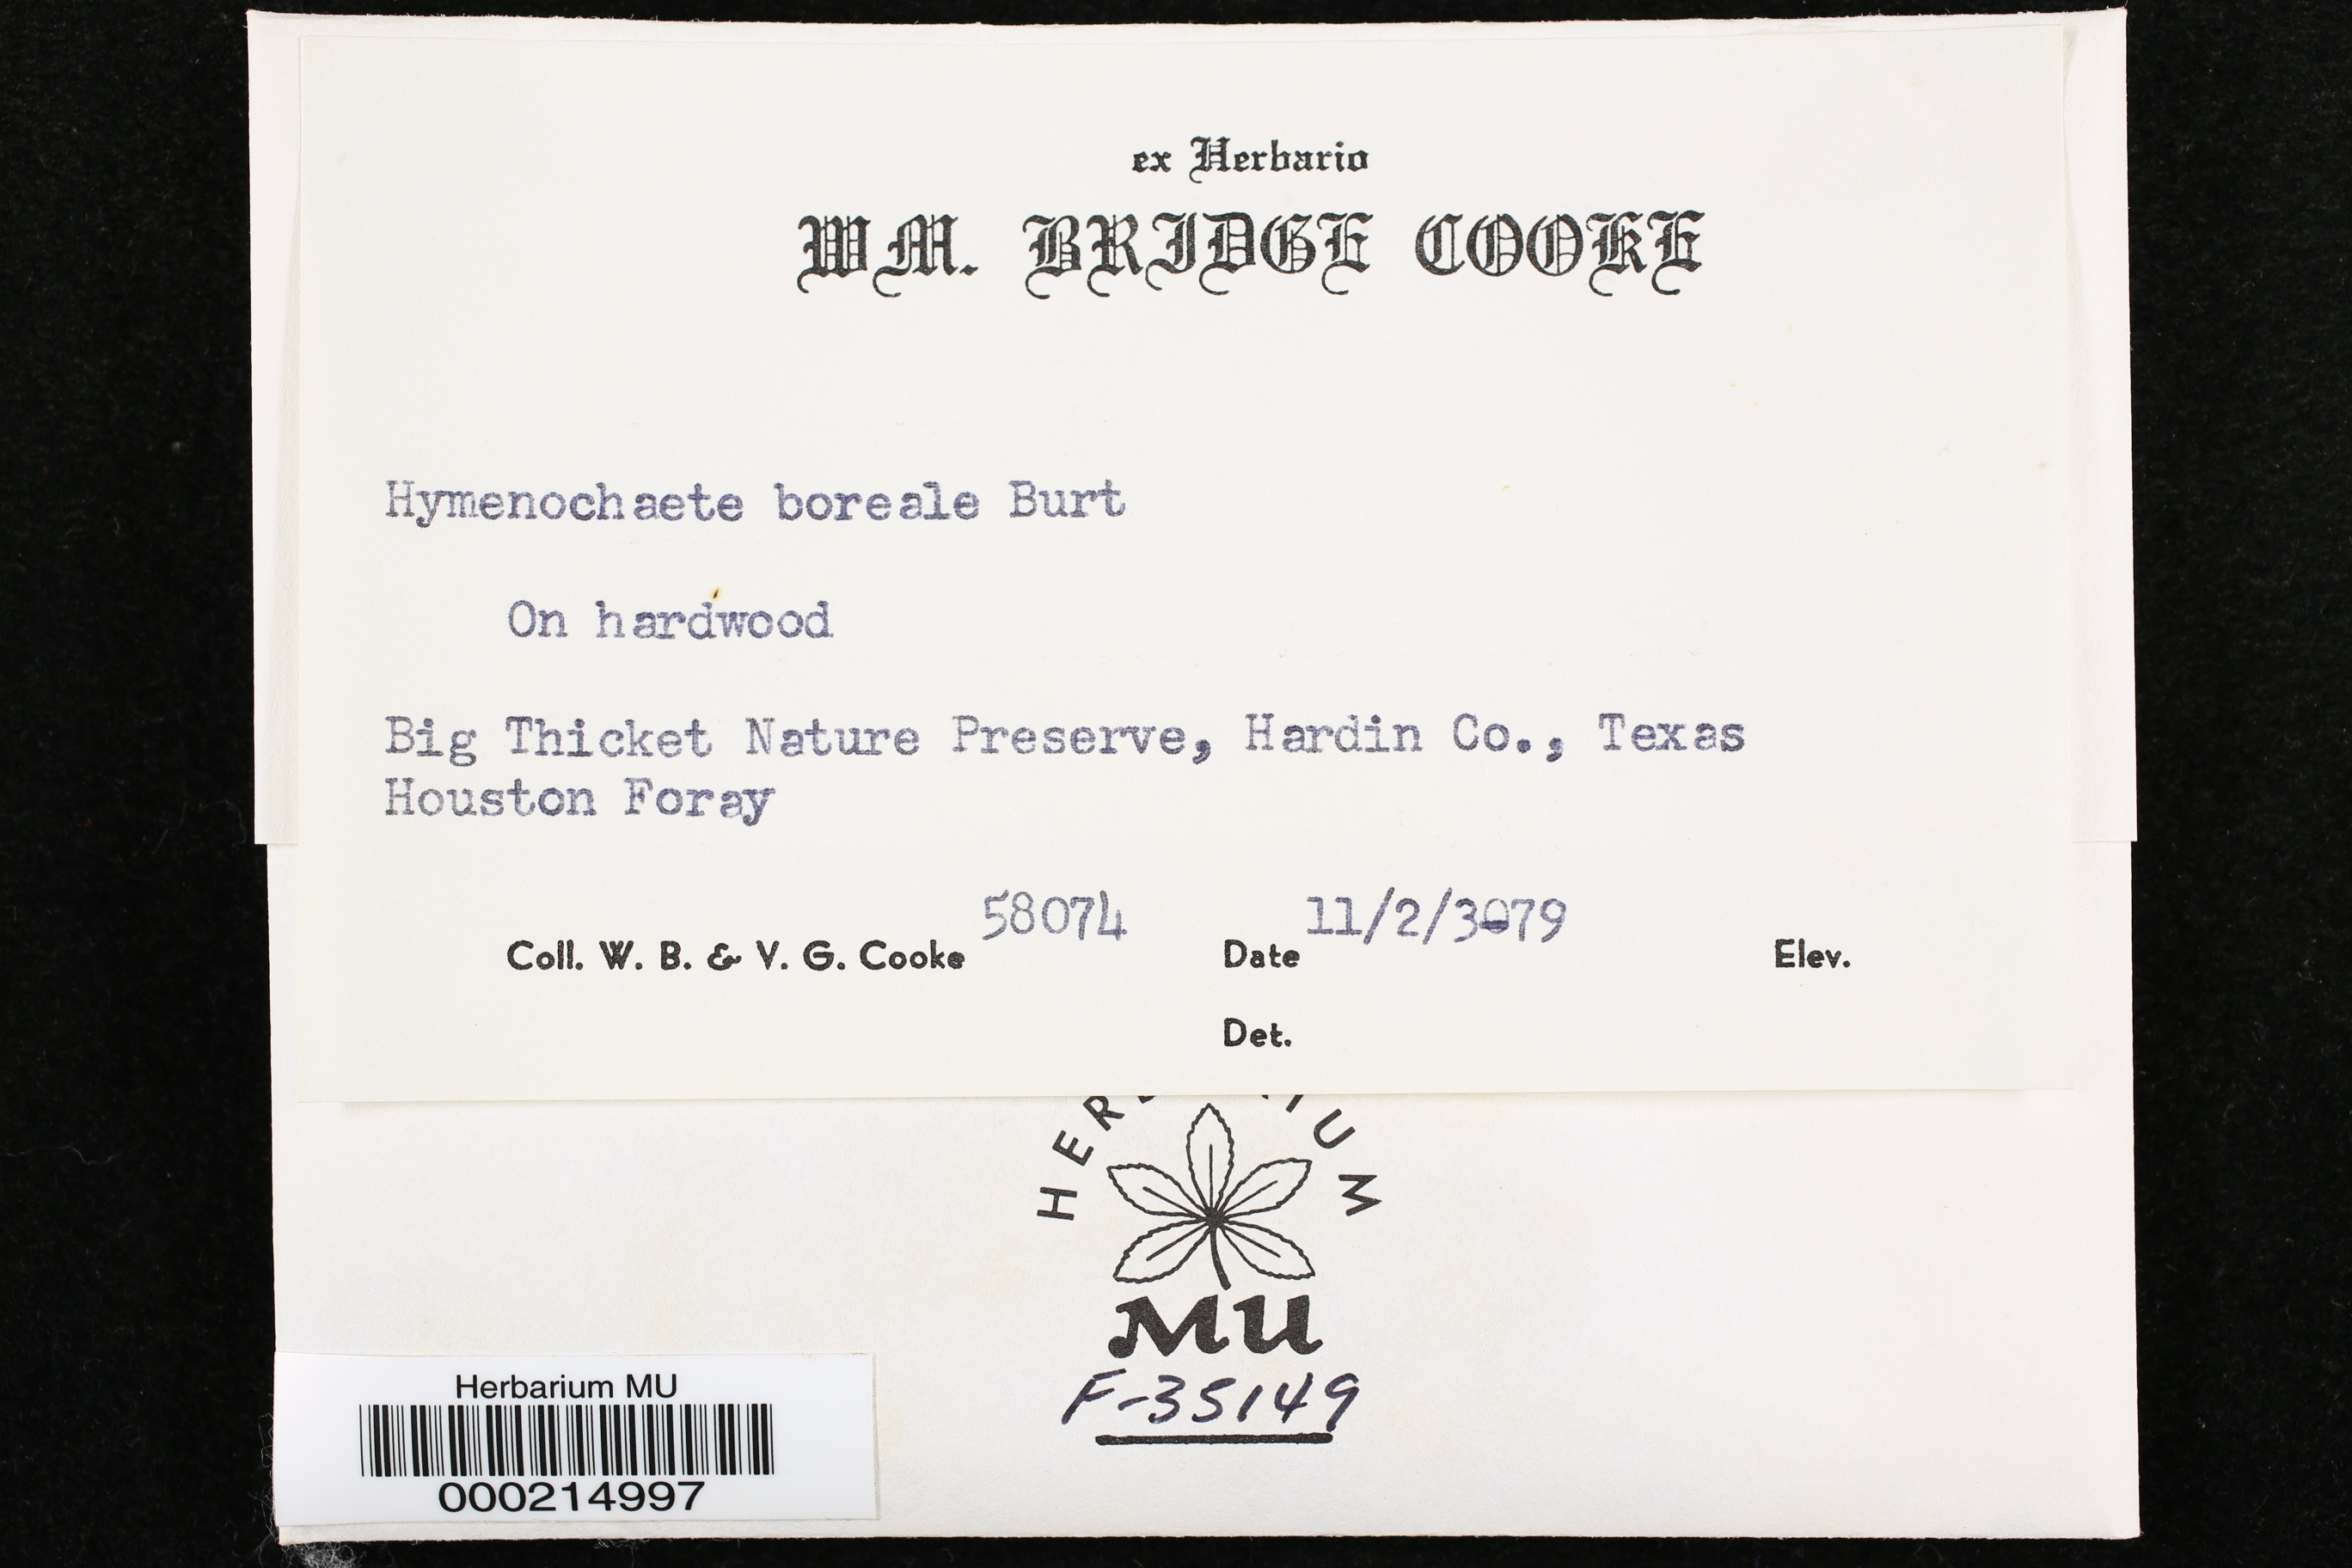 ex Herbario
WM. BRIDGE COOKE
Hymenochaete boreale Burt
On hardwood
Big Thicket Nature Preserve, Hardin Co., Texas
Houston Foray
Coll. W. B. & V. G. Cooke 58074 Date 11/2/3079 Elev.
Det.
MU
F-35149
Herbarium MU
000214997